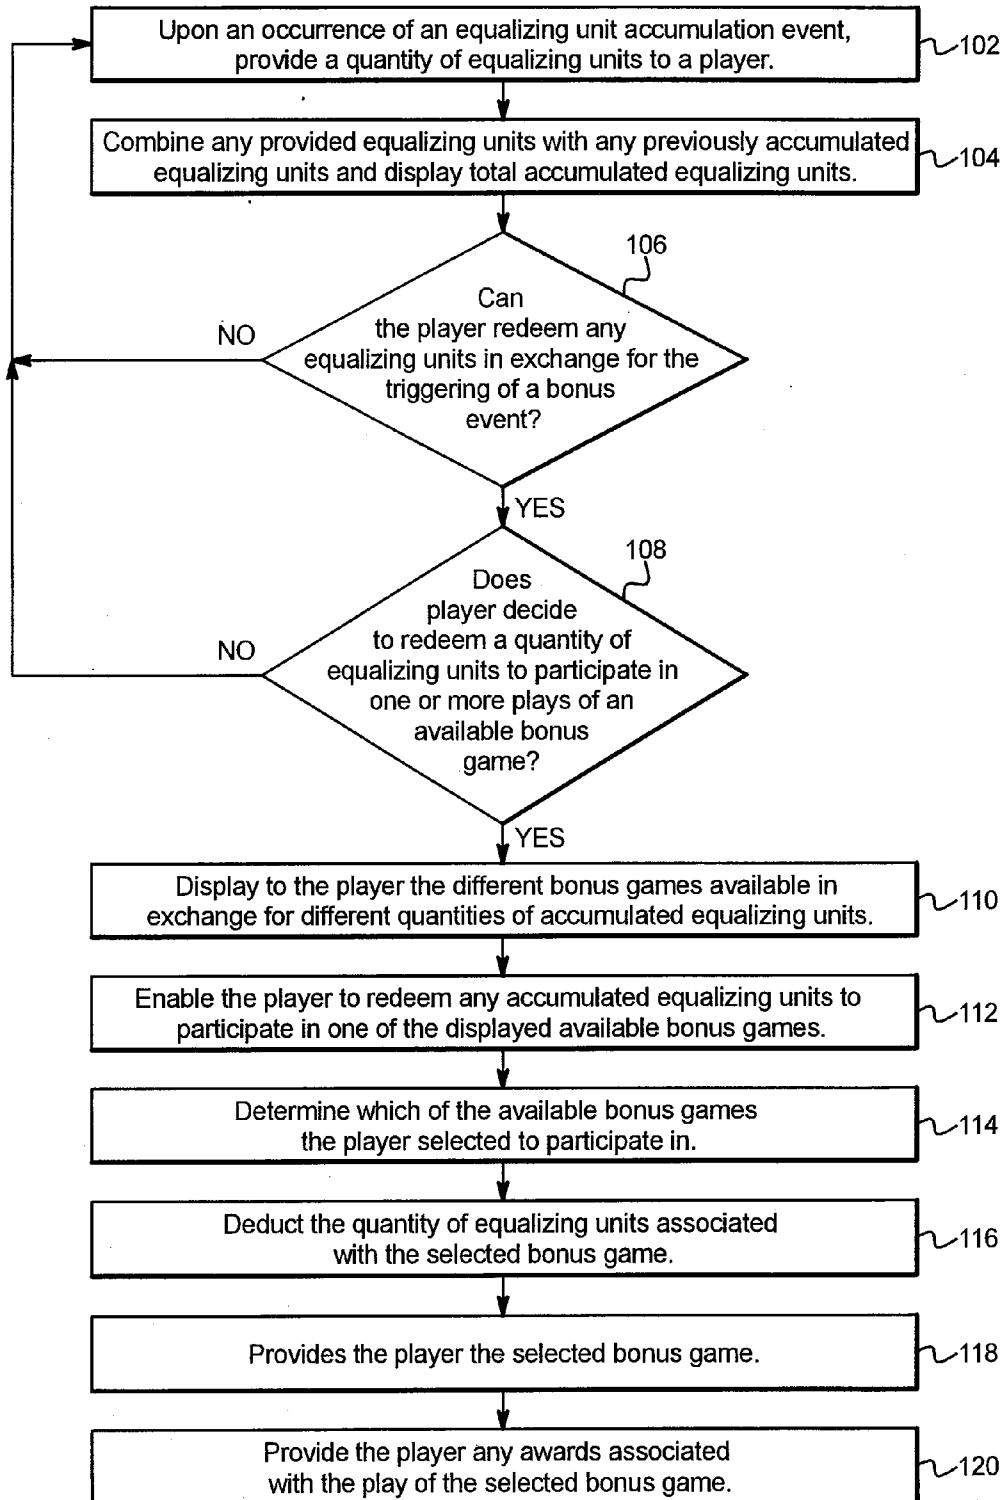 Upon an occurrence of an equalizing unit accumulation event,
provide a quantity of equalizing units to a player.
102
Combine any provided equalizing units with any previously accumulated
equalizing units and display total accumulated equalizing units.
104
106
Can
the player redeem any
equalizing units in exchange for the
triggering of a bonus
event?
NO
YES
108
Does
player decide
to redeem a quantity of
equalizing units to participate in
one or more plays of an
available bonus
game?
NO
YES
Display to the player the different bonus games available in
exchange for different quantities of accumulated equalizing units.
110
Enable the player to redeem any accumulated equalizing units to
participate in one of the displayed available bonus games.
112
Determine which of the available bonus games
the player selected to participate in.
114
Deduct the quantity of equalizing units associated
with the selected bonus game.
116
Provides the player the selected bonus game.
118
Provide the player any awards associated
with the play of the selected bonus game.
120